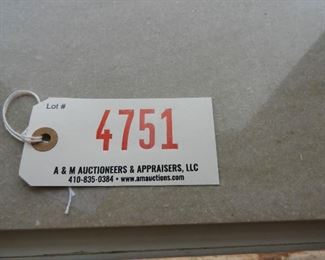 Lot #
4751
A & M AUCTIONEERS & APPRAISERS, LLC
410-835-0384 • www.amauctions.com